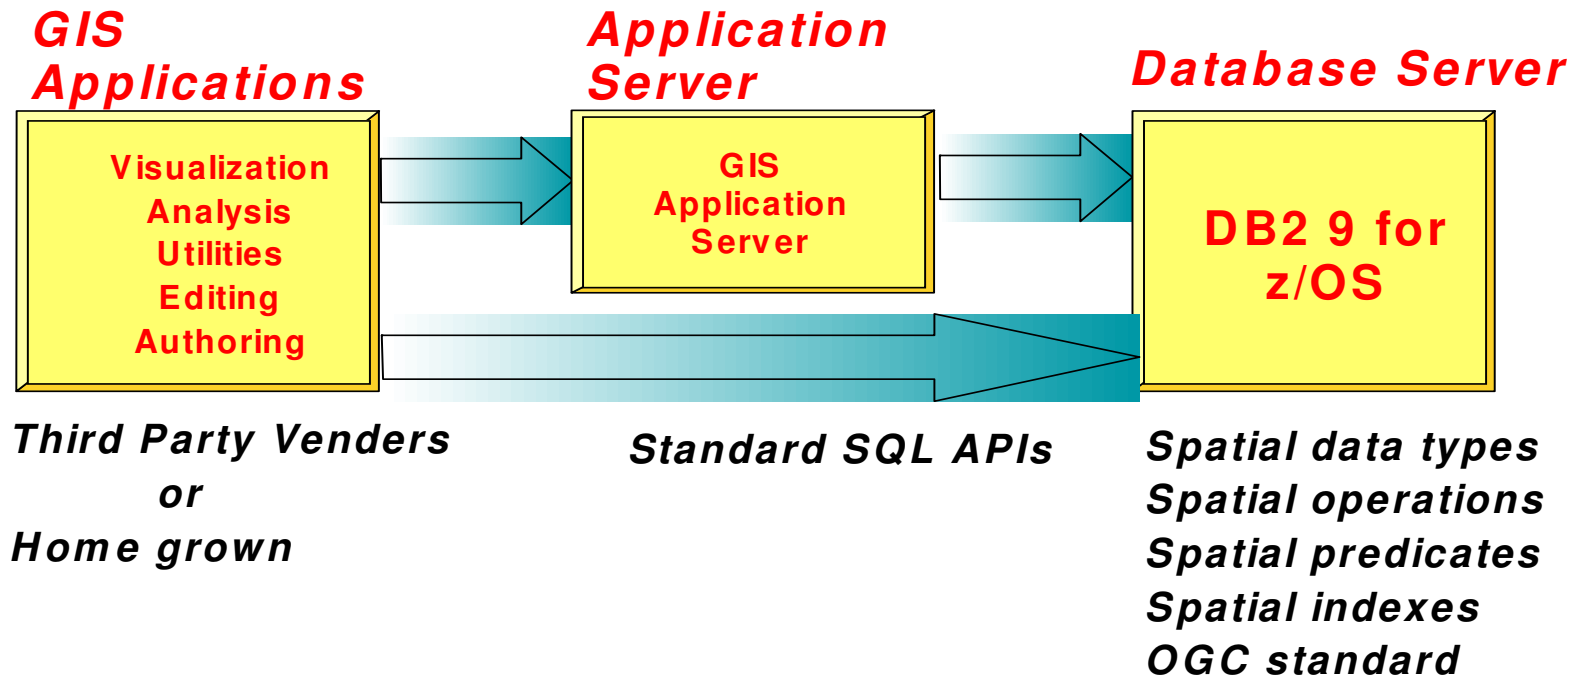 GIS
Applications
Application
Server
Database Server
Visualization
Analysis
Utilities
Editing
Authoring
GIS
Application
Server
DB2 9 for
z/OS
Third Party Venders
or
Home grown
Standard SQL APIs
Spatial data types
Spatial operations
Spatial predicates
Spatial indexes
OGC standard